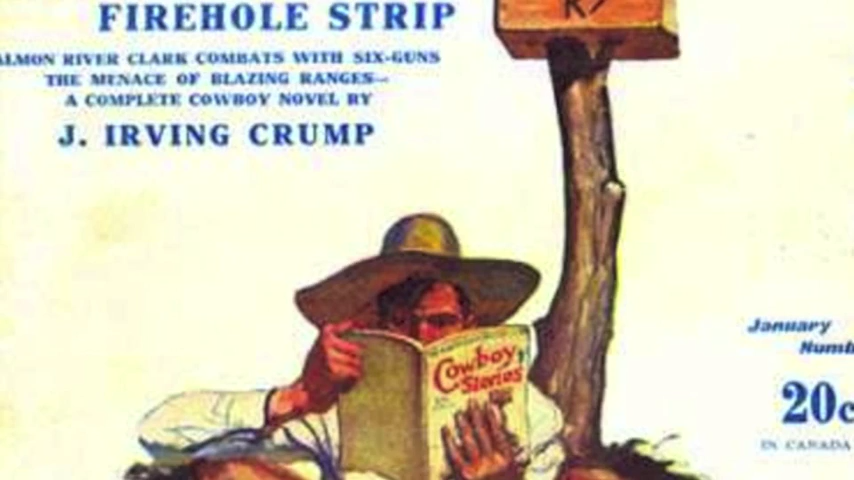 FIREHOLE STRIP
ALMON RIVER CLARK COMBATS WITH SIX-GUNS
THE MENACE OF BLAZING RANGES—
A COMPLETE COWBOY NOVEL BY
J. IRVING CRUMP
Cowboy
Stories
January
Numb
20c
IN CANADA